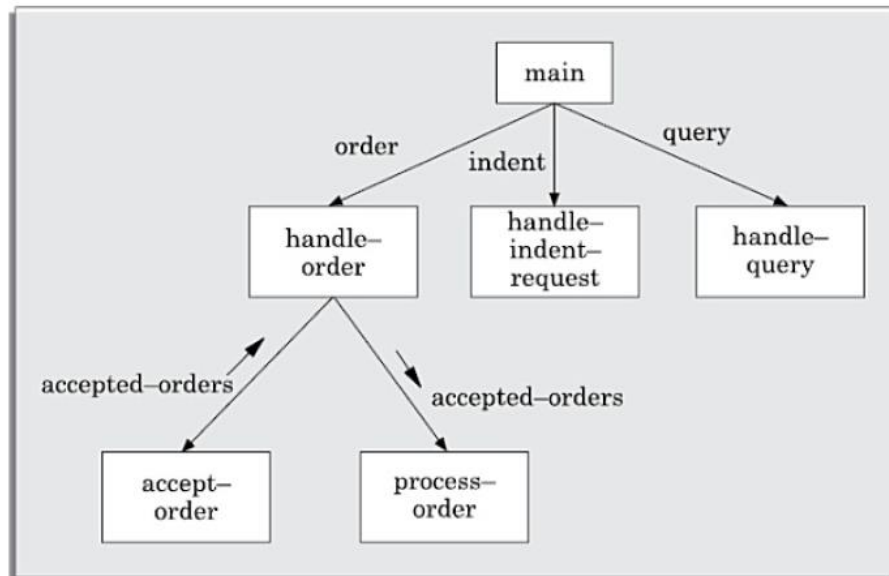 main
order
indent
query
handle–
order
handle–
indent–
request
handle–
query
accepted–orders
accepted–orders
accept–
order
process–
order